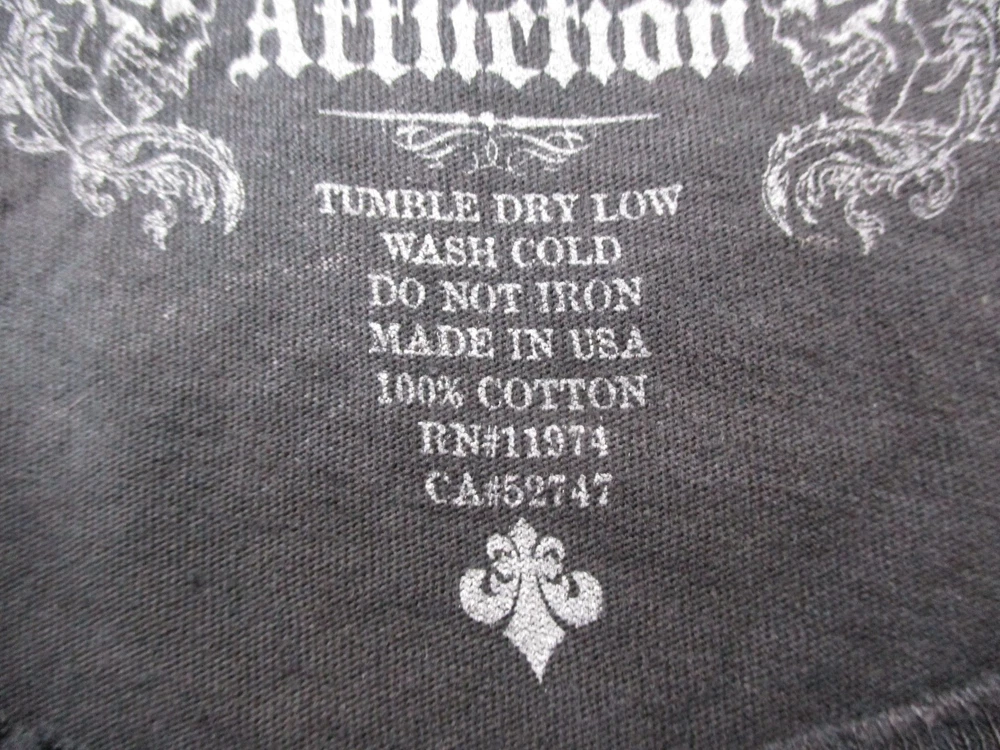 Affliction
TUMBLE DRY LOW
WASH COLD
DO NOT IRON
MADE IN USA
100% COTTON
RN#11974
CA#52747